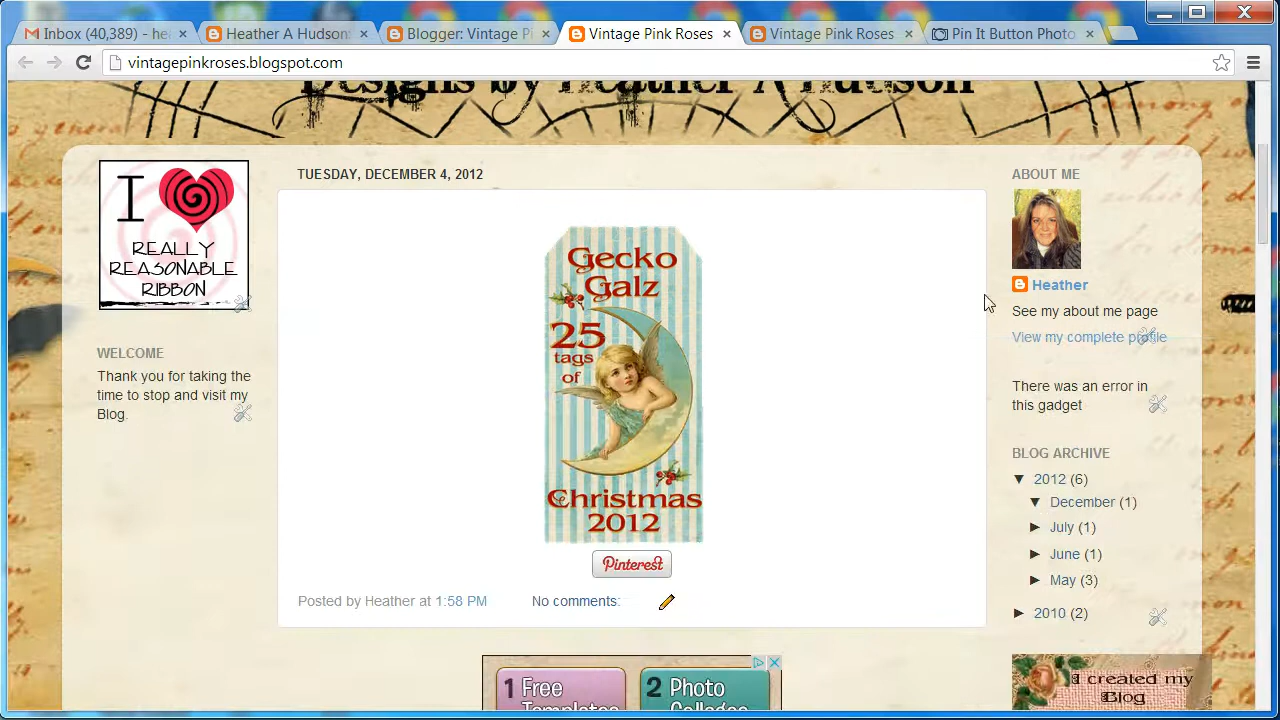 Inbox (40,389) - he
Heather A Hudson:
Blogger: Vintage P
Vintage Pink Roses
Vintage Pink Roses
Pin It Button Photo
vintagepinkroses.blogspot.com
Designs by Heather A Hudson
I
REALLY
REASONABLE
RIBBON
WELCOME
Thank you for taking the
time to stop and visit my
Blog.
TUESDAY, DECEMBER 4, 2012
Gecko
Galz
25
tags
of
Christmas
2012
Pinterest
Posted by Heather at 1:58 PM
No comments:
1 Free
Templates
2 Photo
Collages
ABOUT ME
Heather
See my about me page
View my complete profile
There was an error in
this gadget
BLOG ARCHIVE
▼ 2012 (6)
▼ December (1)
► July (1)
► June (1)
► May (3)
► 2010 (2)
I created my
Blog